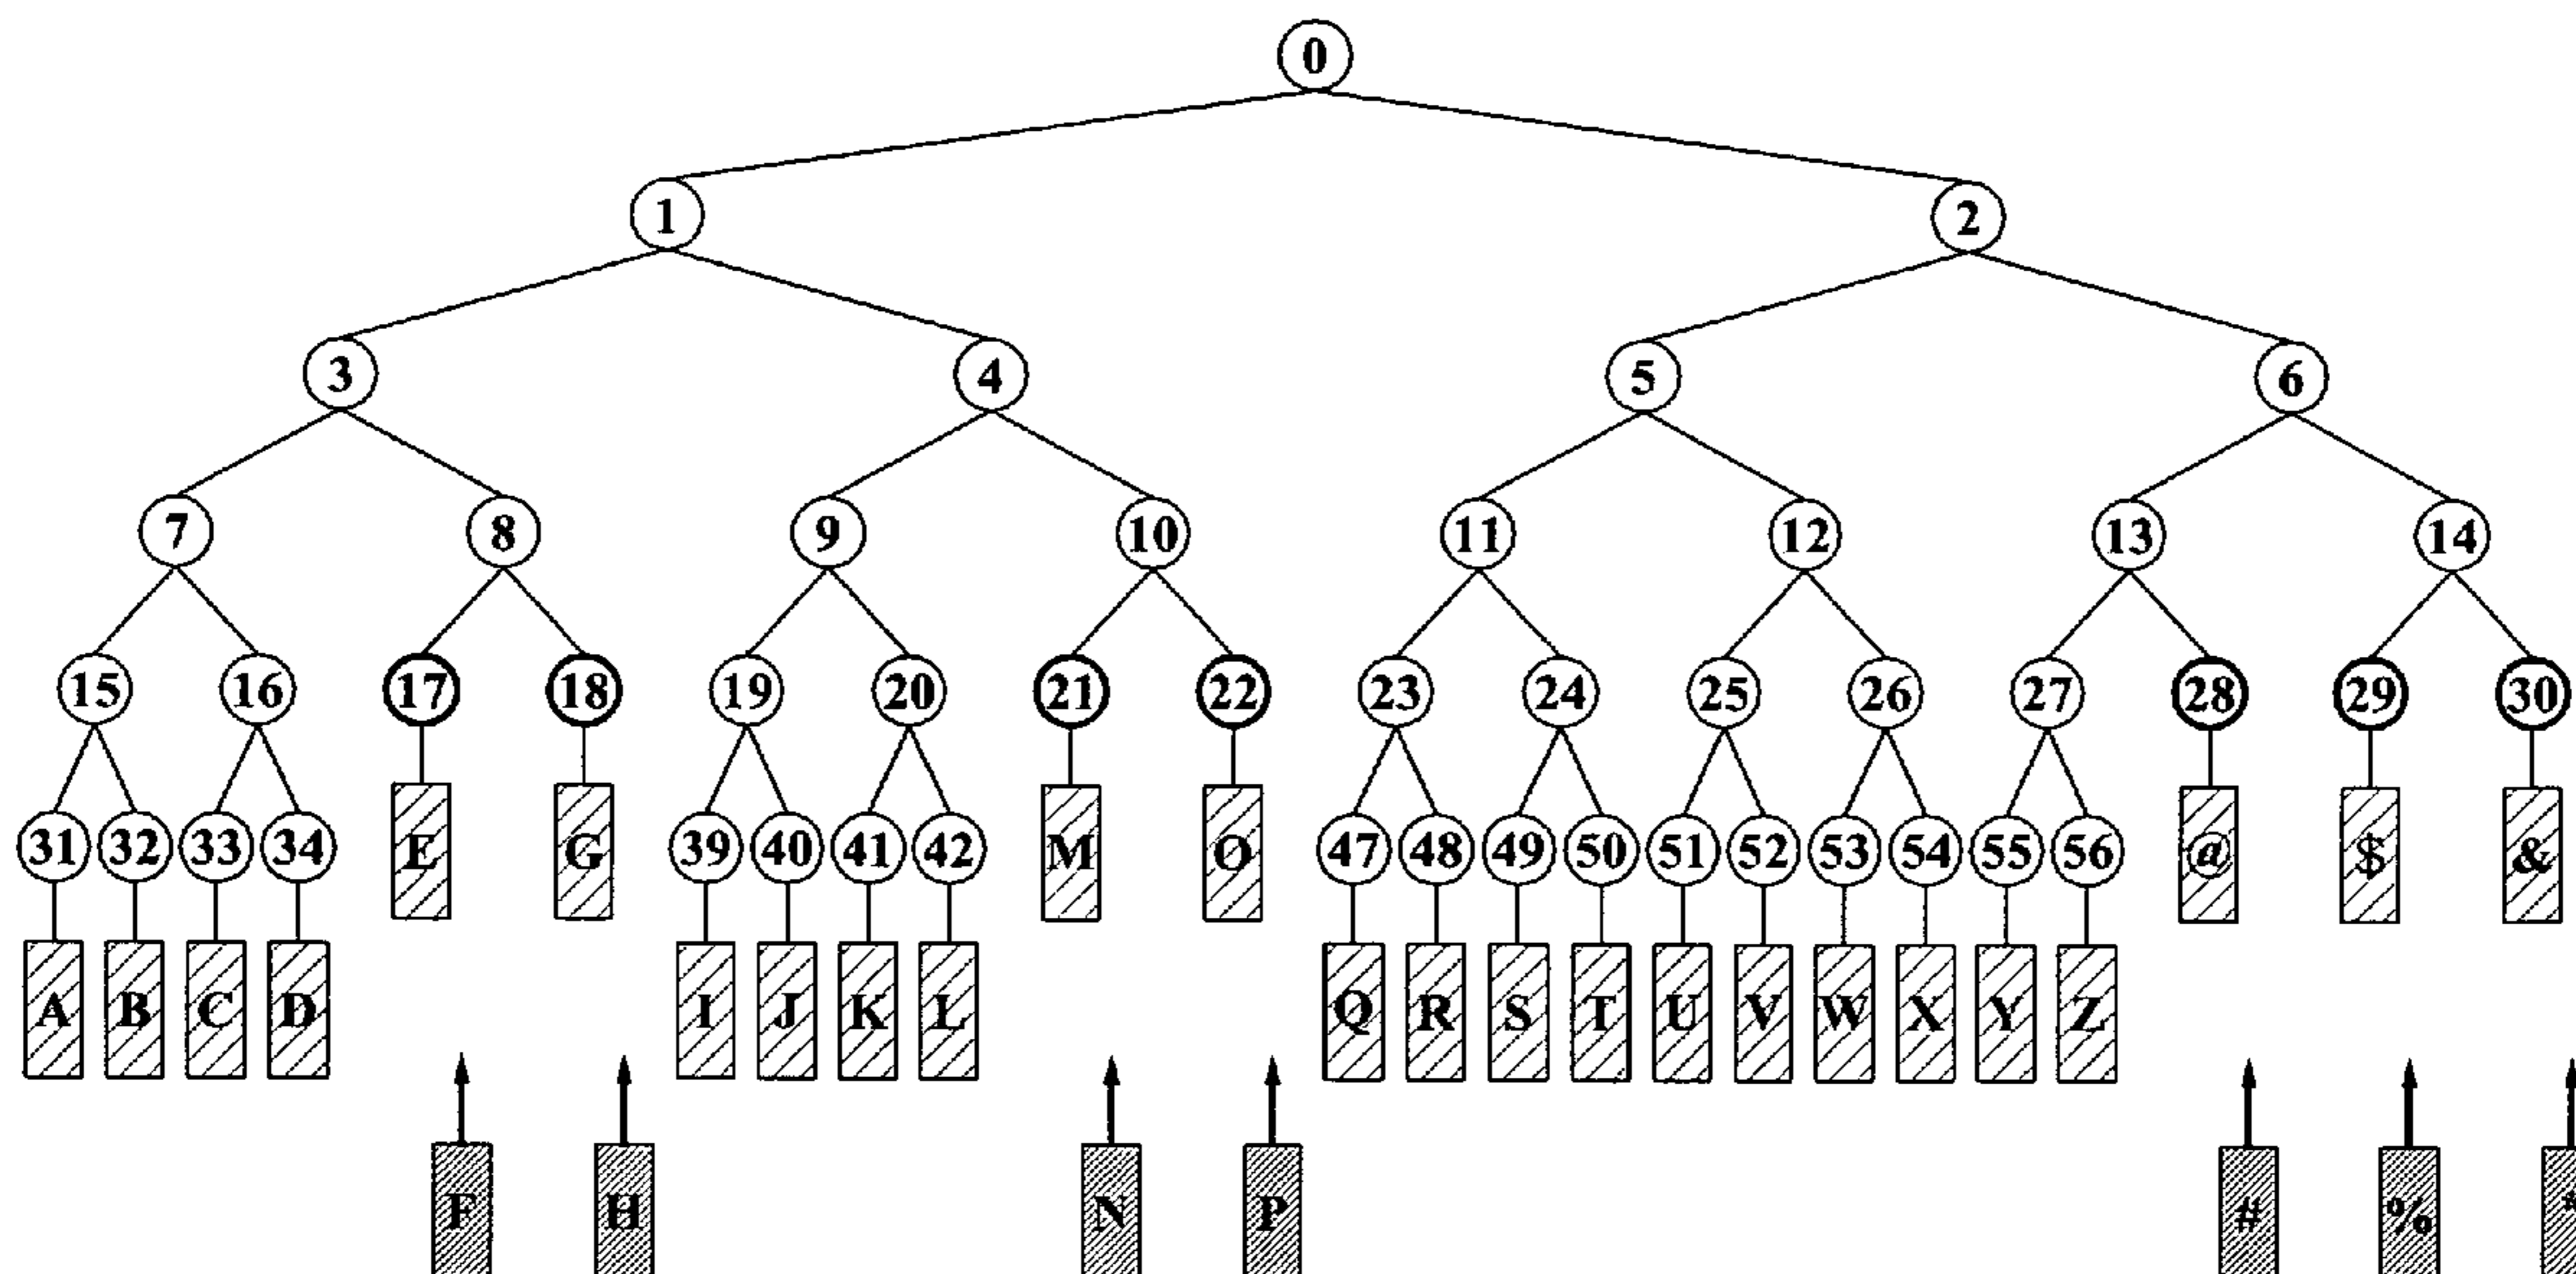 0
1 2
3 4 5 6
7 8 9 10 11 12 13 14
15 16 17 18 19 20 21 22 23 24 25 26 27 28 29 30
31 32 33 34 E G 39 40 41 42 M O 47 48 49 50 51 52 53 54 55 56 @ $ &
A B C D I J K L Q R S T U V W X Y Z
F H N P # %